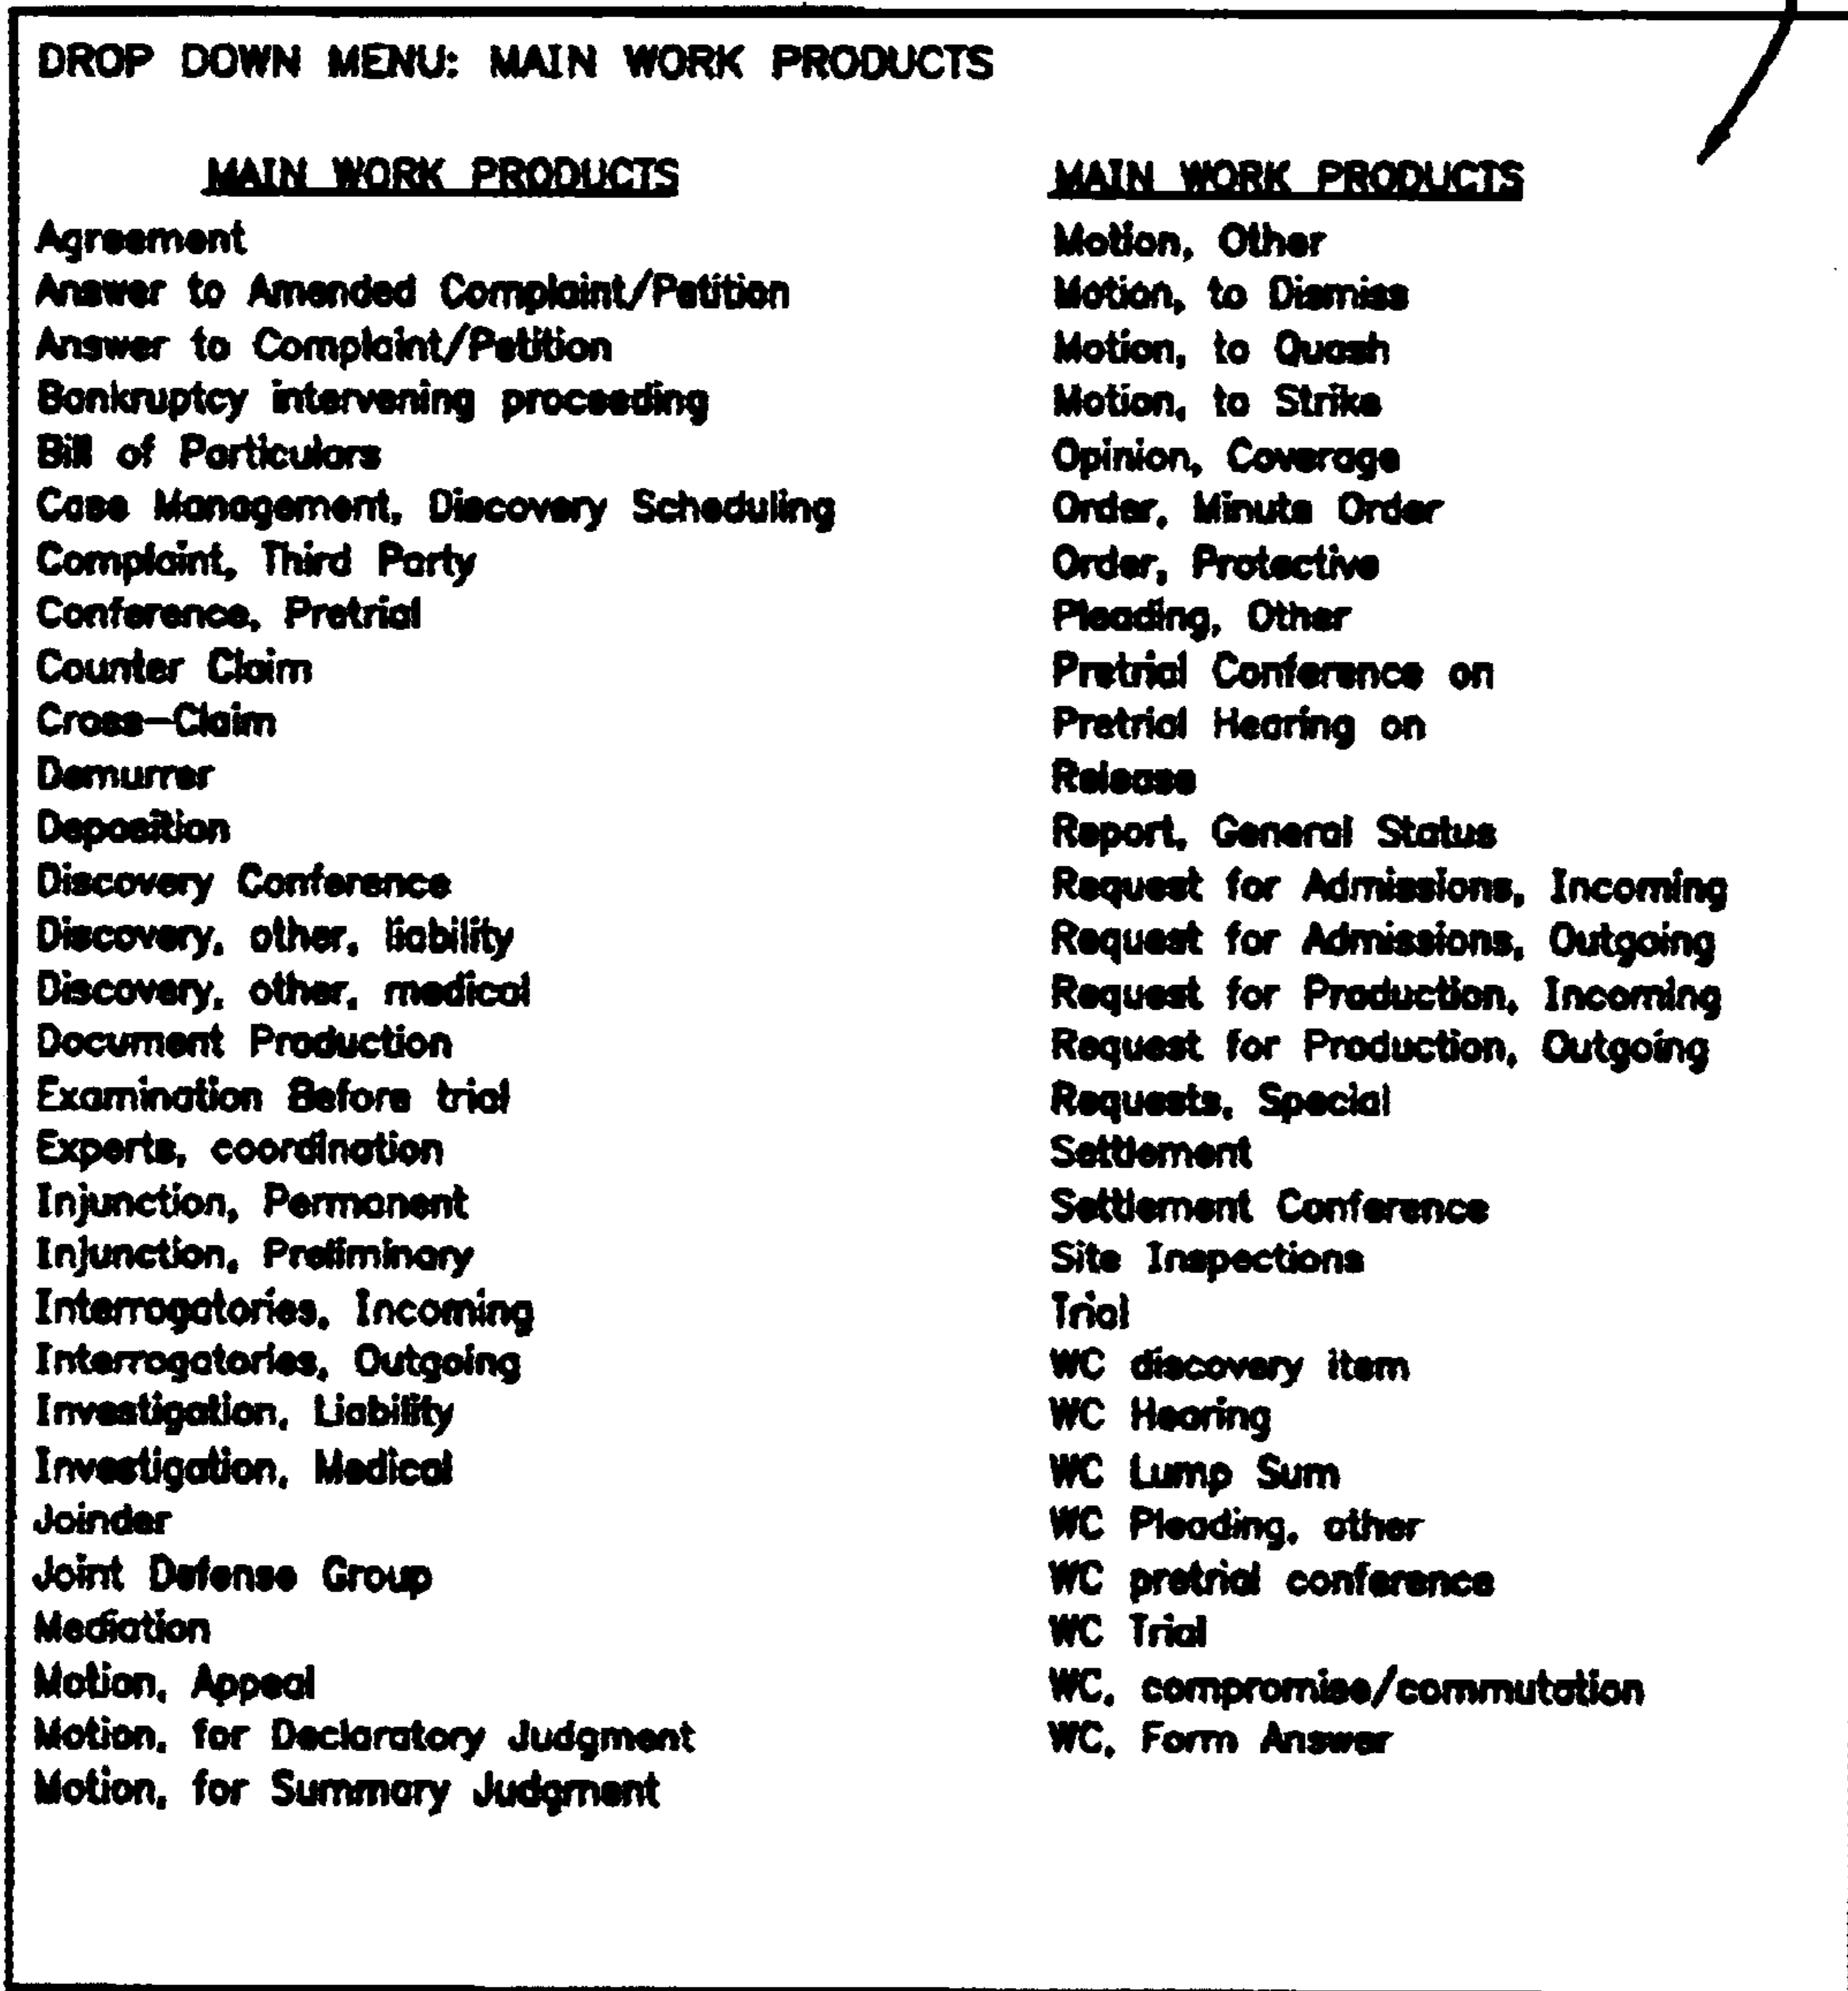 DROP DOWN MENU: MAIN WORK PRODUCTS
MAIN WORK PRODUCTS
Agreement
Answer to Amended Complaint/Petition
Answer to Complaint/Petition
Bankruptcy intervening proceeding
Bill of Particulars
Case Management, Discovery Scheduling
Complaint, Third Party
Conference, Pretrial
Counter Claim
Cross-Claim
Demurrer
Deposition
Discovery Conference
Discovery, other, liability
Discovery, other, medical
Document Production
Examination Before trial
Experts, coordination
Injunction, Permanent
Injunction, Preliminary
Interrogatories, Incoming
Interrogatories, Outgoing
Investigation, Liability
Investigation, Medical
Joinder
Joint Defense Group
Mediation
Motion, Appeal
Motion, for Declaratory Judgment
Motion, for Summary Judgment
MAIN WORK PRODUCTS
Motion, Other
Motion, to Dismiss
Motion, to Quash
Motion, to Strike
Opinion, Coverage
Order, Minute Order
Order, Protective
Pleading, Other
Pretrial Conference on
Pretrial Hearing on
Release
Report, General Status
Request for Admissions, Incoming
Request for Admissions, Outgoing
Request for Production, Incoming
Request for Production, Outgoing
Requests, Special
Settlement
Settlement Conference
Site Inspections
Trial
WC discovery item
WC Hearing
WC Lump Sum
WC Pleading, other
WC pretrial conference
WC Trial
WC, compromise/commutation
WC, Form Answer